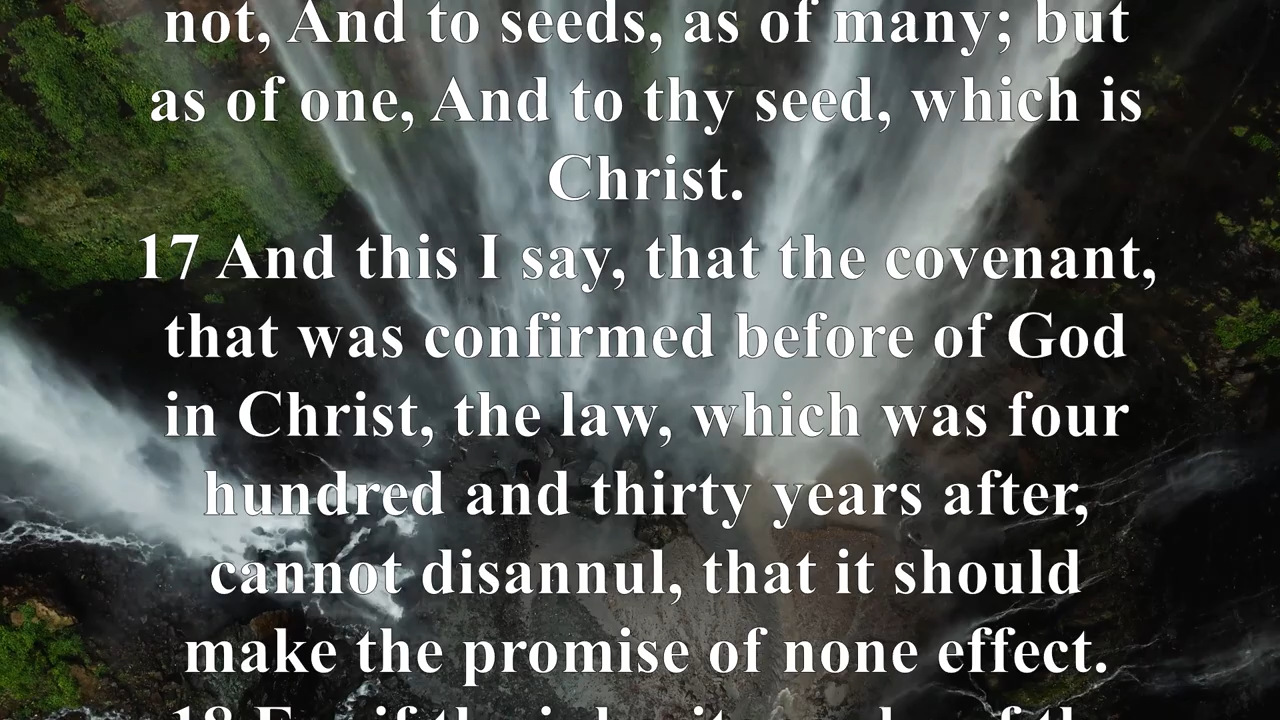 not, And to seeds, as of many; but
as of one, And to thy seed, which is
Christ.
17 And this I say, that the covenant,
that was confirmed before of God
in Christ, the law, which was four
hundred and thirty years after,
cannot disannul, that it should
make the promise of none effect.